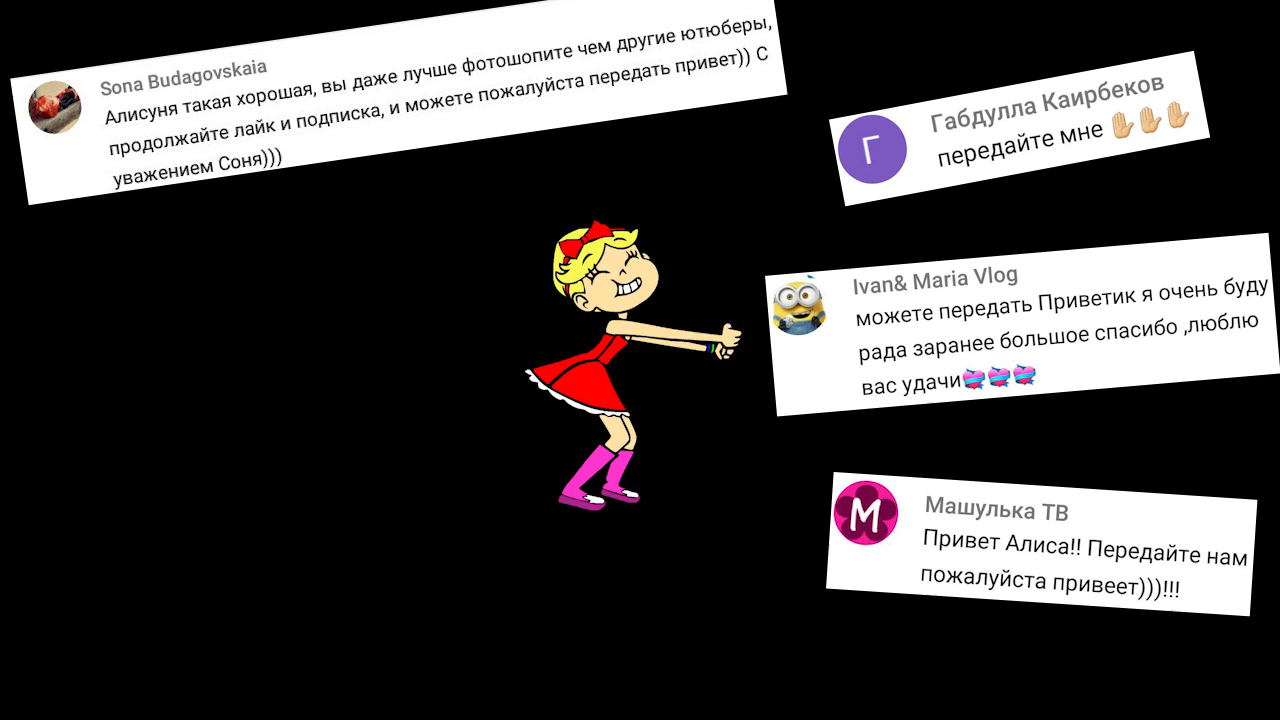 Sona Budagovskaia
Алисуня такая хорошая, вы даже лучше фотошопите чем другие ютюберы,
продолжайте лайк и подписка, и можете пожалуйста передать привет)) С
уважением Соня)))
Г
Габдулла Каирбеков
передайте мне ✋🏼✋🏼✋🏼
Ivan& Maria Vlog
можете передать Приветик я очень буду
рада заранее большое спасибо ,люблю
вас удачи💝💝💝
М
Машулька ТВ
Привет Алиса!! Передайте нам
пожалуйста привеет)))!!!